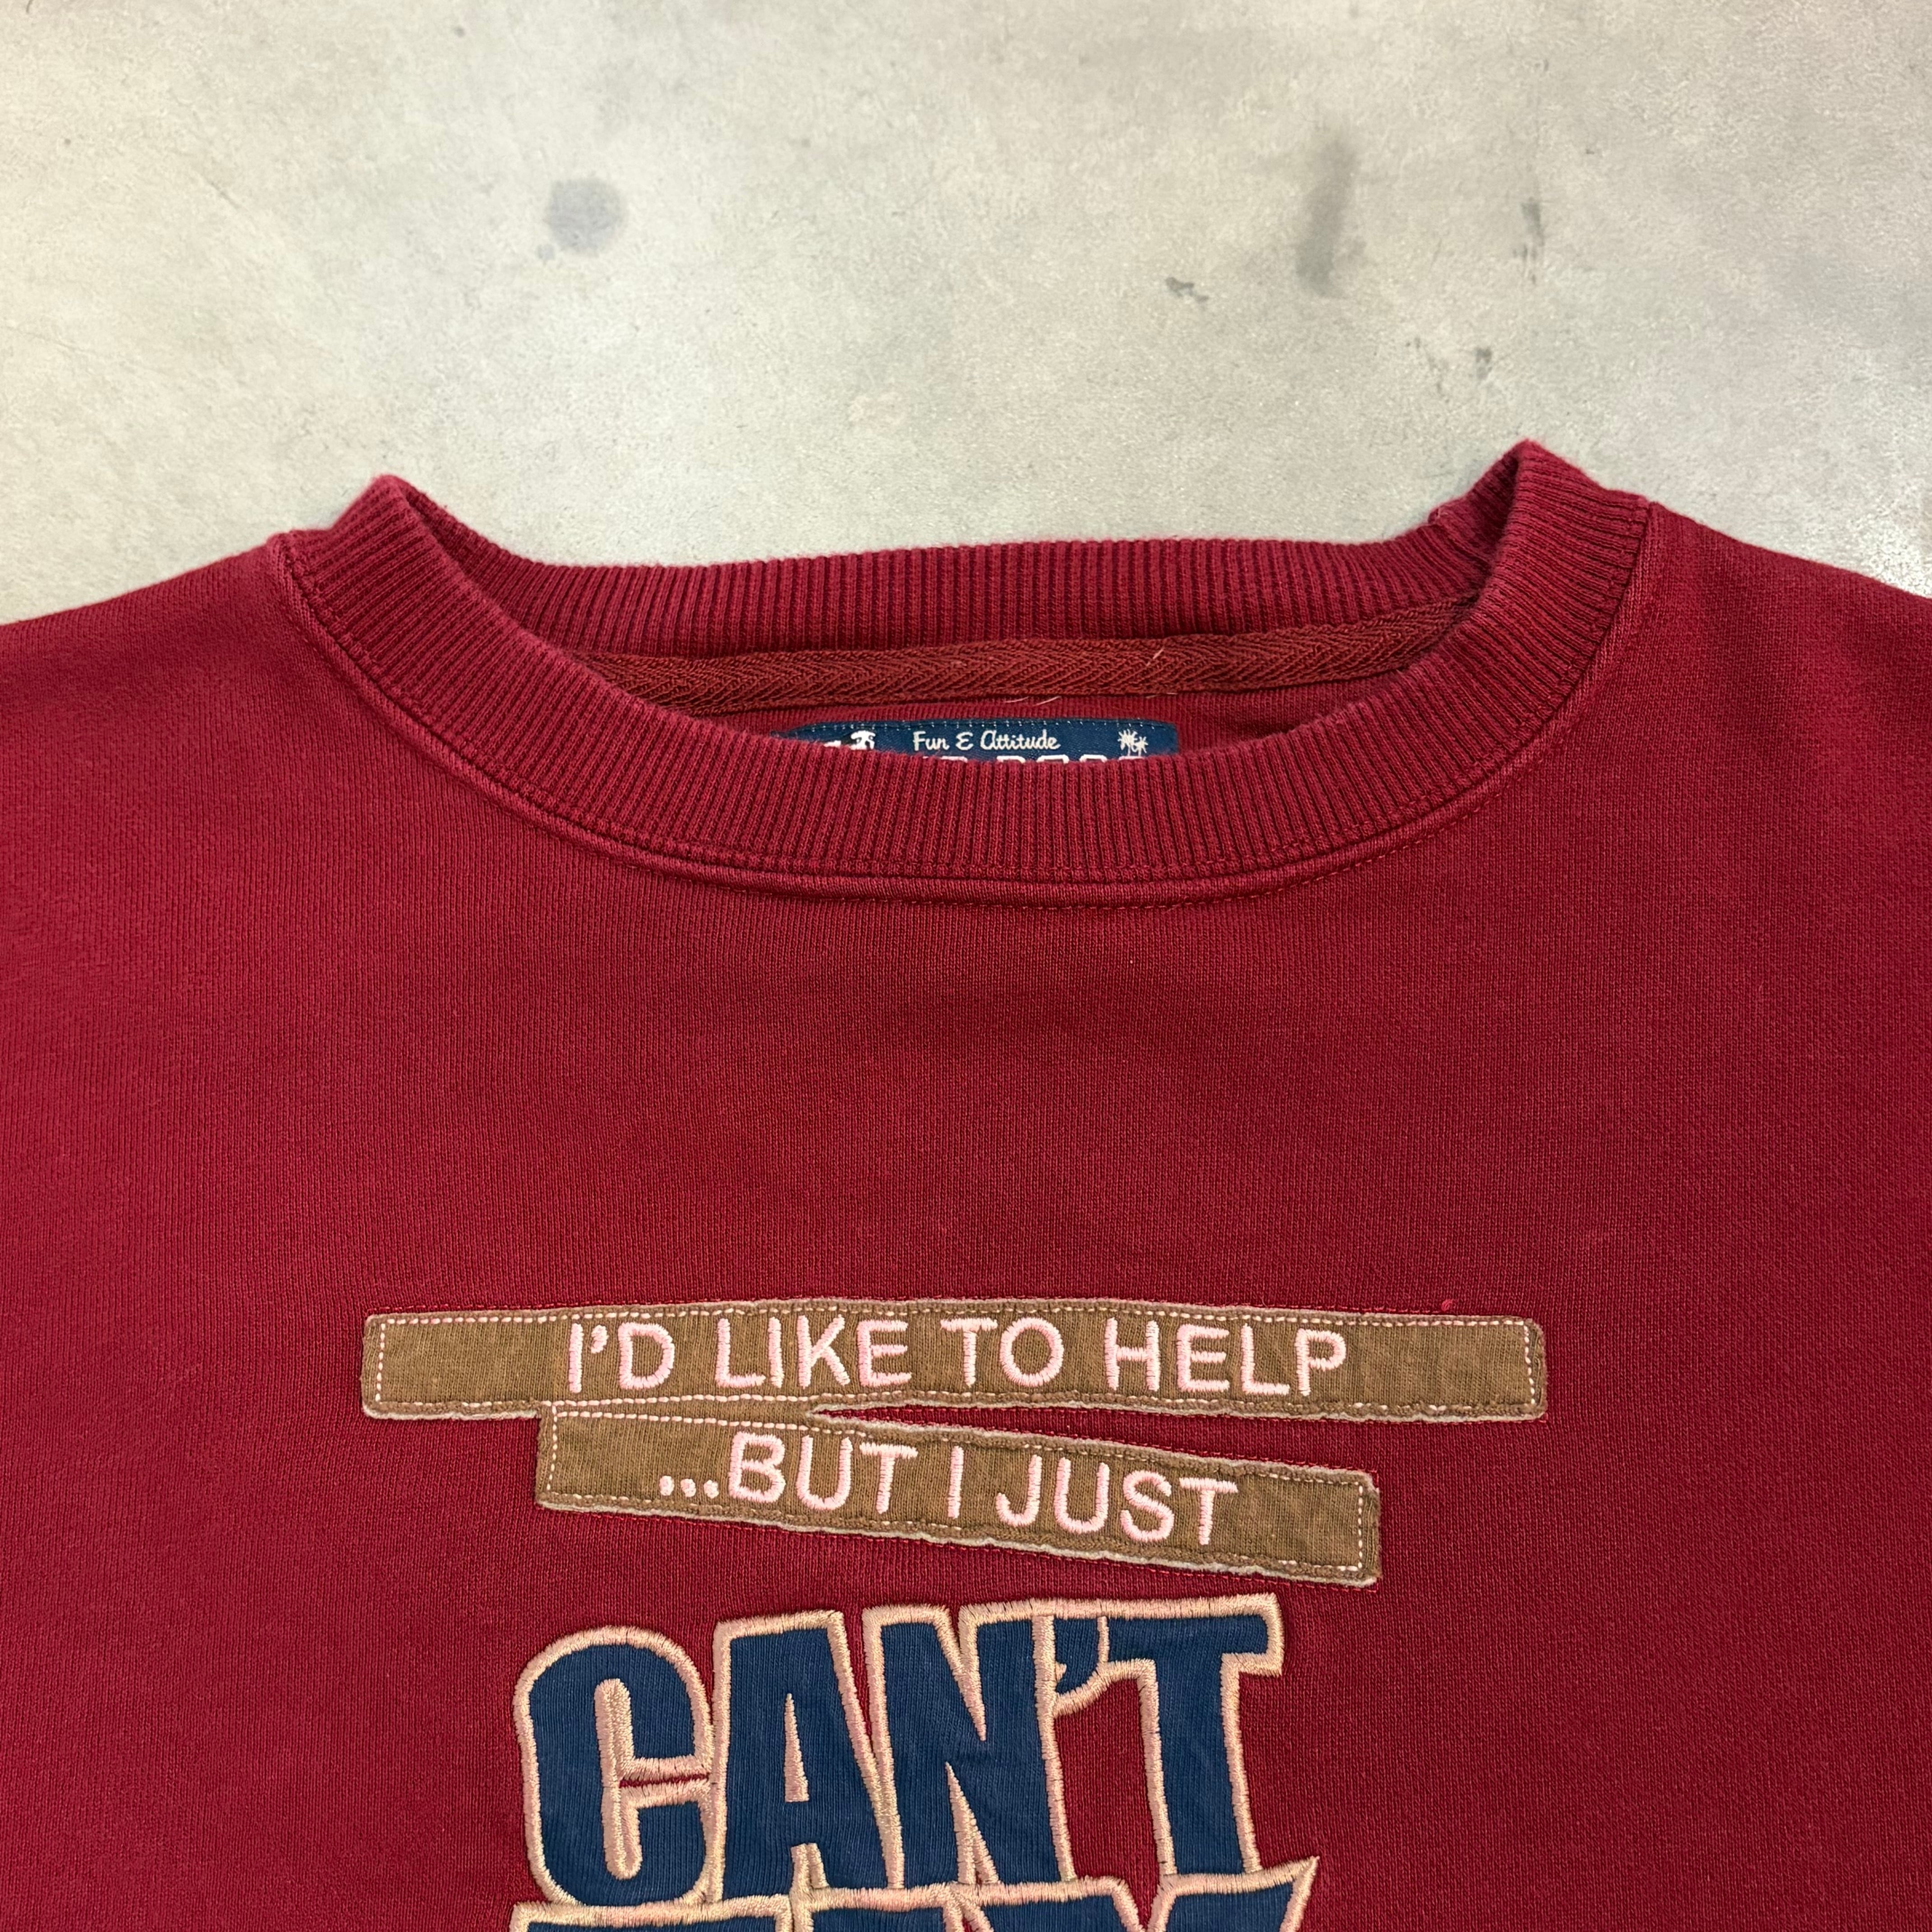 Fun & Attitude
I'D LIKE TO HELP
...BUT I JUST
CAN'T